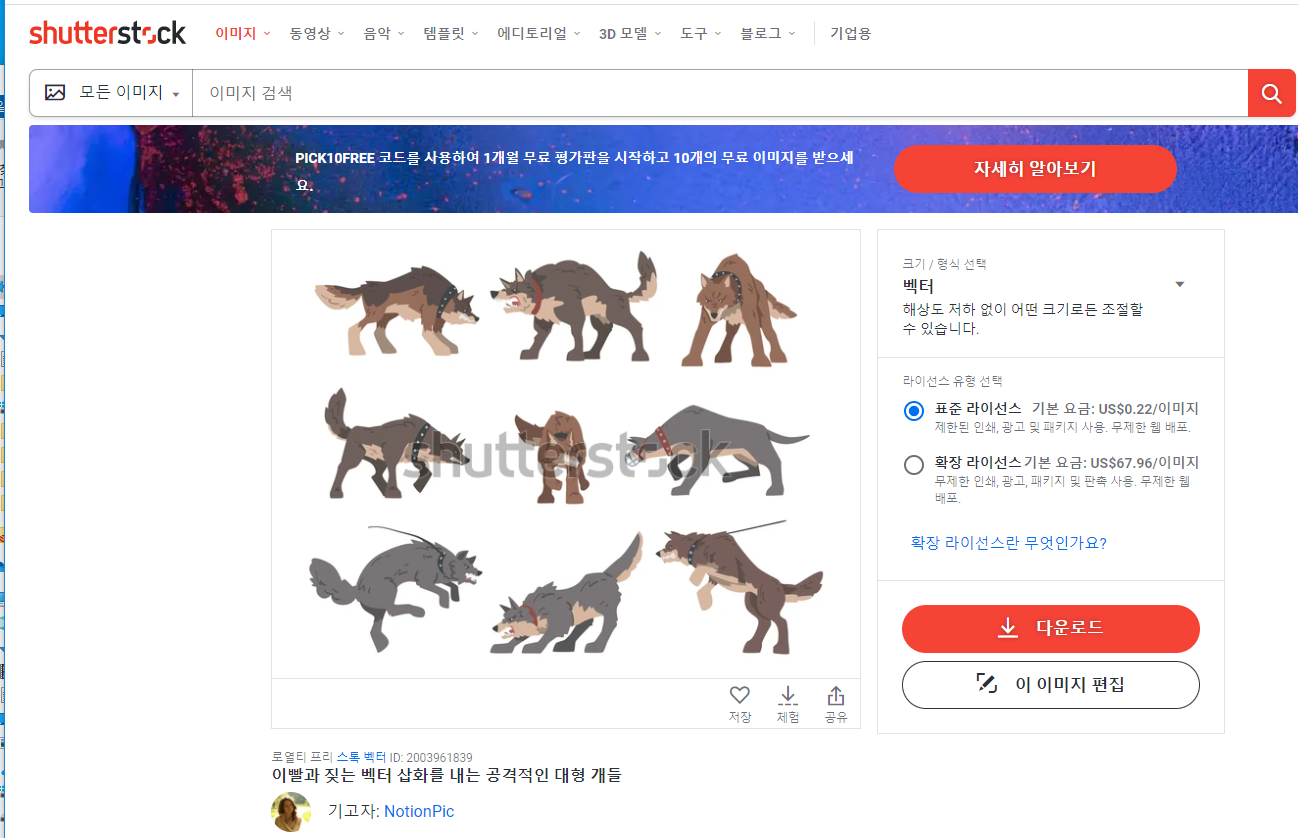 shutterstock 이미지 동영상 음악 템플릿 에디토리얼 3D 모델 도구 블로그 기업용
모든 이미지 이미지 검색
PICK10FREE 코드를 사용하여 1개월 무료 평가판을 시작하고 10개의 무료 이미지를 받으세
요.
자세히 알아보기
shutterstock
저장 체험 공유
크기 / 형식 선택
벡터
해상도 저하 없이 어떤 크기로든 조절할
수 있습니다.
라이선스 유형 선택
표준 라이선스 기본 요금: US$0.22/이미지
제한된 인쇄, 광고 및 패키지 사용. 무제한 웹 배포.
확장 라이선스 기본 요금: US$67.96/이미지
무제한 인쇄, 광고, 패키지 및 판촉 사용. 무제한 웹
배포.
확장 라이선스란 무엇인가요?
다운로드
이 이미지 편집
로열티 프리 스톡 벡터 ID: 2003961839
이빨과 짖는 벡터 삽화를 내는 공격적인 대형 개들
기고자: NotionPic